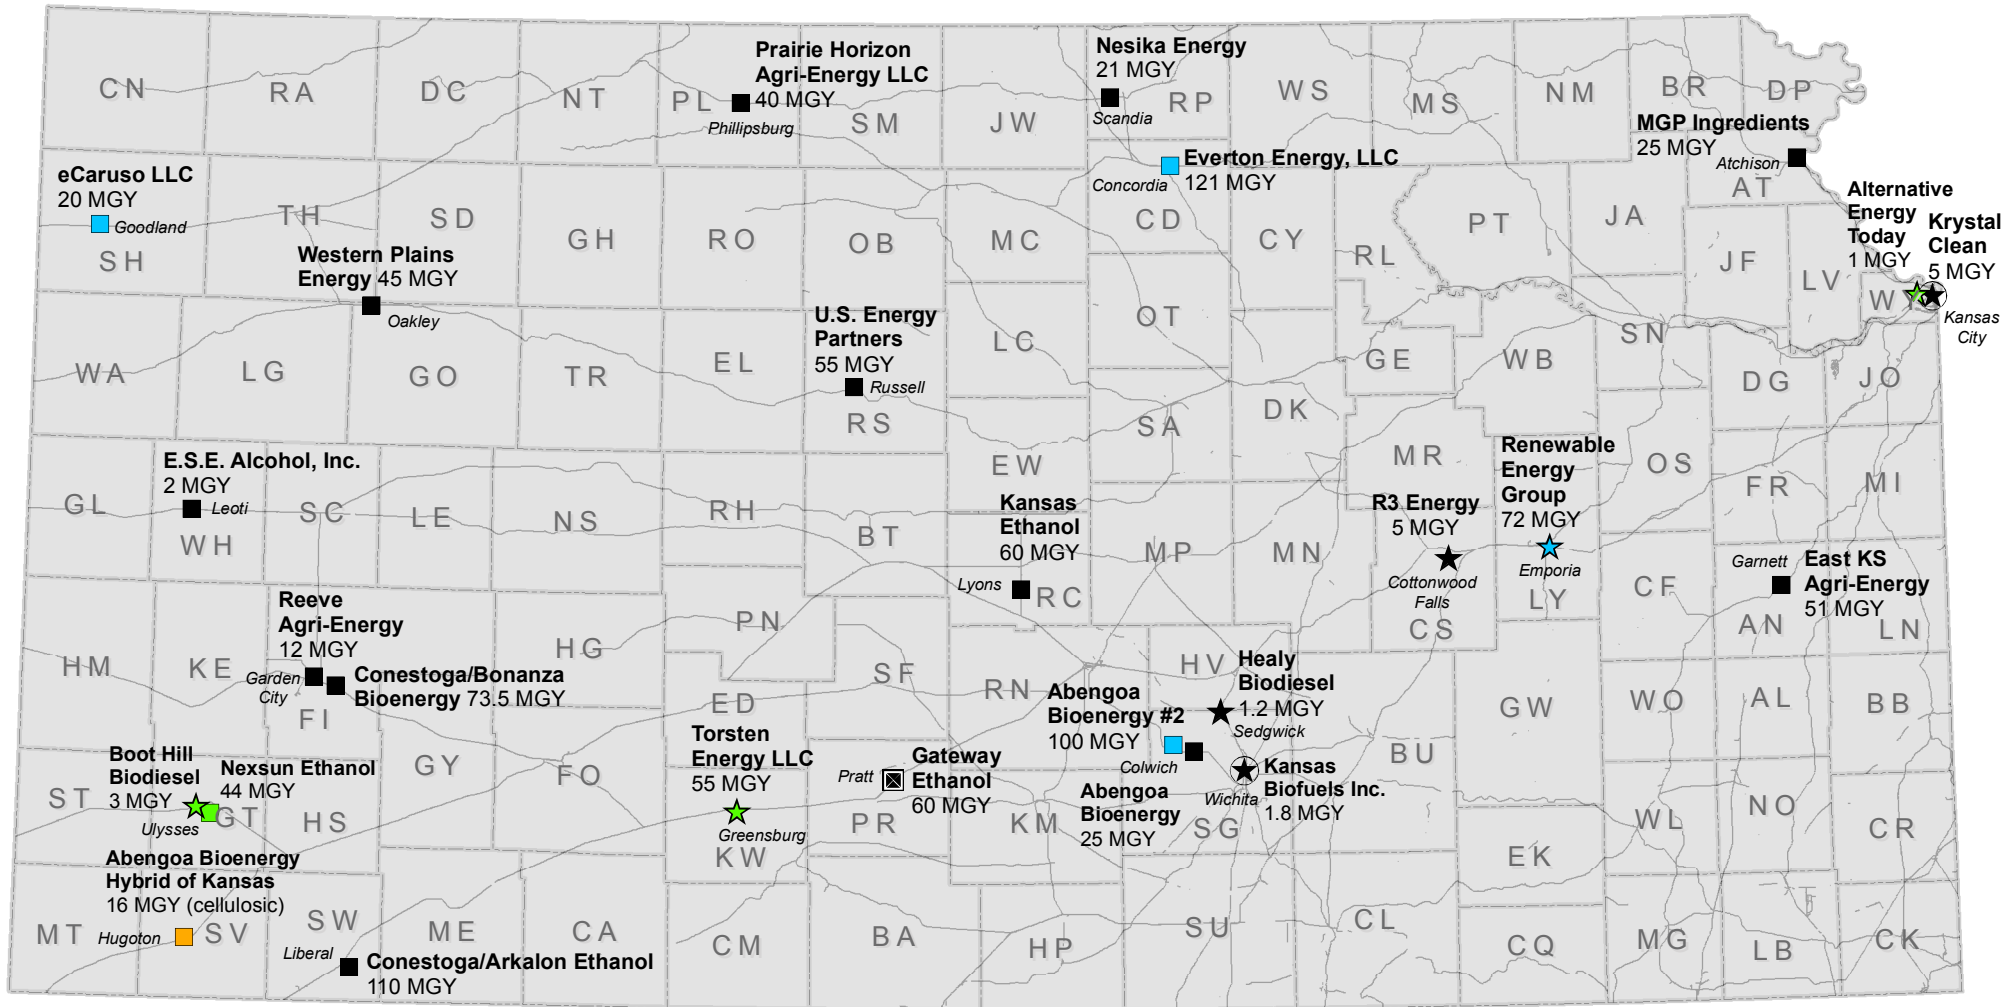 CN
RA
DC
NT
PL
Prairie Horizon
Agri-Energy LLC
40 MGY
Phillipsburg
SM
JW
Nesika Energy
21 MGY
Scandia
RP
WS
MS
NM
BR
DP
MGP Ingredients
25 MGY
Atchison
AT
eCaruso LLC
20 MGY
Goodland
SH
TH
SD
Western Plains
Energy 45 MGY
Oakley
GH
RO
OB
MC
Everton Energy, LLC
121 MGY
Concordia
CD
CY
RL
PT
JA
JF
LV
Alternative
Energy
Today
1 MGY
Krystal
Clean
5 MGY
WY
Kansas
City
WA
LG
GO
TR
EL
U.S. Energy
Partners
55 MGY
Russell
RS
LC
OT
SA
DK
GE
WB
SN
DG
JO
E.S.E. Alcohol, Inc.
2 MGY
Leoti
GL
WH
SC
LE
NS
RH
BT
EW
Kansas
Ethanol
60 MGY
Lyons
RC
MP
MN
MR
R3 Energy
5 MGY
Cottonwood
Falls
CS
Renewable
Energy
Group
72 MGY
Emporia
LY
OS
FR
MI
CF
Garnett
East KS
Agri-Energy
51 MGY
AN
LN
HM
KE
Reeve
Agri-Energy
12 MGY
Garden
City
FI
Conestoga/Bonanza
Bioenergy 73.5 MGY
HG
PN
ED
SF
RN
HV
Healy
Biodiesel
1.2 MGY
Sedgwick
Abengoa
Bioenergy #2
100 MGY
Colwich
Abengoa
Bioenergy
25 MGY
Wichita
Kansas
Biofuels Inc.
1.8 MGY
SG
BU
GW
WO
AL
BB
Boot Hill
Biodiesel
3 MGY
Ulysses
Nexsun Ethanol
44 MGY
ST
GT
HS
GY
FO
Torsten
Energy LLC
55 MGY
Greensburg
KW
Pratt
Gateway
Ethanol
60 MGY
PR
KM
EK
WL
NO
CR
Abengoa Bioenergy
Hybrid of Kansas
16 MGY (cellulosic)
Hugoton
MT
SV
SW
Liberal
Conestoga/Arkalon Ethanol
110 MGY
ME
CA
CM
BA
HP
SU
CL
CQ
MG
LB
CK